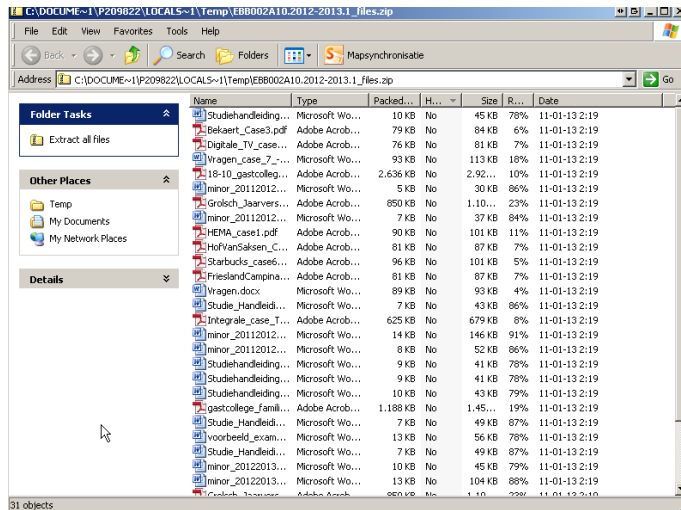 C:\DOCUME~1\P209822\LOCALS~1\Temp\EBB002A10.2012-2013.1_files.zip
File Edit View Favorites Tools Help
Back Search Folders Mapsynchronisatie
Address C:\DOCUME~1\P209822\LOCALS~1\Temp\EBB002A10.2012-2013.1_files.zip Go
Folder Tasks
Extract all files
Other Places
Temp
My Documents
My Network Places
Details
Name Type Packed... H... Size R... Date
Studiehandleiding... Microsoft Wo... 10 KB No 45 KB 78% 11-01-13 2:19
Bekaert_Case3.pdf Adobe Acrob... 79 KB No 84 KB 6% 11-01-13 2:19
Digitale_TV_case... Adobe Acrob... 76 KB No 81 KB 7% 11-01-13 2:19
Vragen_case_7_-... Microsoft Wo... 93 KB No 113 KB 18% 11-01-13 2:19
18-10_gastcolleg... Adobe Acrob... 2.636 KB No 2.92... 10% 11-01-13 2:19
minor_20112012... Microsoft Wo... 5 KB No 30 KB 86% 11-01-13 2:19
Grolsch_Jaarvers... Adobe Acrob... 850 KB No 1.10... 23% 11-01-13 2:19
minor_20112012... Microsoft Wo... 7 KB No 37 KB 84% 11-01-13 2:19
HEMA_case1.pdf Adobe Acrob... 90 KB No 101 KB 11% 11-01-13 2:19
HofVanSaksen_C... Adobe Acrob... 81 KB No 87 KB 7% 11-01-13 2:19
Starbucks_case6... Adobe Acrob... 96 KB No 101 KB 5% 11-01-13 2:19
FrieslandCampina... Adobe Acrob... 81 KB No 87 KB 7% 11-01-13 2:19
Vragen.docx Microsoft Wo... 89 KB No 93 KB 4% 11-01-13 2:19
Studie_Handleidi... Microsoft Wo... 7 KB No 43 KB 86% 11-01-13 2:19
Integrale_case_T... Adobe Acrob... 625 KB No 679 KB 8% 11-01-13 2:19
minor_20112012... Microsoft Wo... 14 KB No 146 KB 91% 11-01-13 2:19
minor_20112012... Microsoft Wo... 8 KB No 52 KB 86% 11-01-13 2:19
Studiehandleiding... Microsoft Wo... 9 KB No 41 KB 78% 11-01-13 2:19
Studiehandleiding... Microsoft Wo... 9 KB No 41 KB 78% 11-01-13 2:19
Studiehandleiding... Microsoft Wo... 10 KB No 43 KB 79% 11-01-13 2:19
gastcollege_famili... Adobe Acrob... 1.188 KB No 1.45... 19% 11-01-13 2:19
Studie_Handleidi... Microsoft Wo... 7 KB No 49 KB 87% 11-01-13 2:19
voorbeeld_exam... Microsoft Wo... 13 KB No 56 KB 78% 11-01-13 2:19
Studie_Handleidi... Microsoft Wo... 7 KB No 49 KB 87% 11-01-13 2:19
minor_20122013... Microsoft Wo... 10 KB No 45 KB 79% 11-01-13 2:19
minor_20122013... Microsoft Wo... 13 KB No 104 KB 88% 11-01-13 2:19
Grolsch_Jaarvers... Adobe Acrob... 850 KB No 1.10... 23% 11-01-13 2:19
31 objects